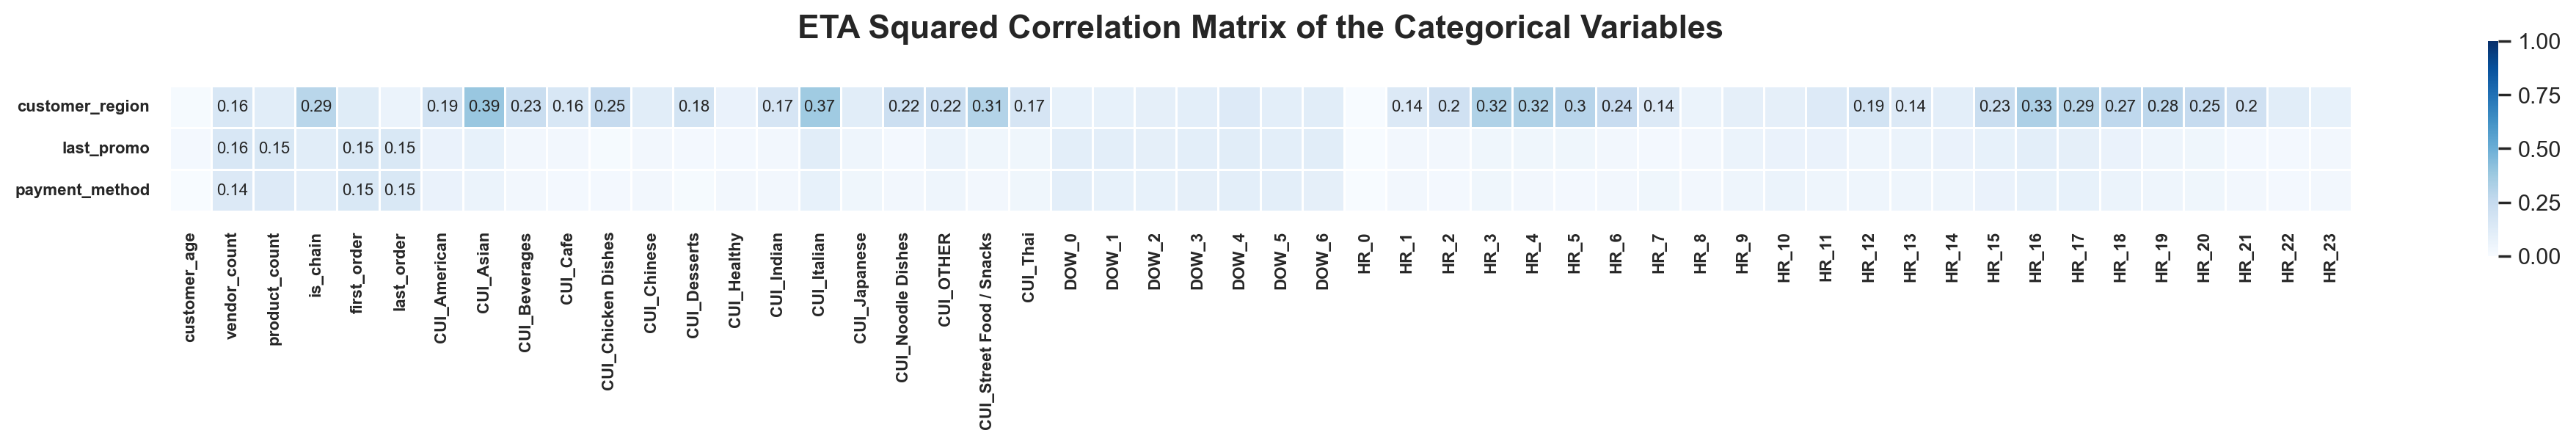 ETA Squared Correlation Matrix of the Categorical Variables
1.00
0.75
0.50
0.25
0.00
customer_region 0.16 0.29 0.19 0.39 0.23 0.16 0.25 0.18 0.17 0.37 0.22 0.22 0.31 0.17 0.14 0.2 0.32 0.32 0.3 0.24 0.14 0.19 0.14 0.23 0.33 0.29 0.27 0.28 0.25 0.2
last_promo 0.16 0.15 0.15 0.15
payment_method 0.14 0.15 0.15
customer_age
vendor_count
product_count
is_chain
first_order
last_order
CUI_American
CUI_Asian
CUI_Beverages
CUI_Cafe
CUI_Chicken Dishes
CUI_Chinese
CUI_Desserts
CUI_Healthy
CUI_Indian
CUI_Italian
CUI_Japanese
CUI_Noodle Dishes
CUI_OTHER
CUI_Street Food / Snacks
CUI_Thai
DOW_0
DOW_1
DOW_2
DOW_3
DOW_4
DOW_5
DOW_6
HR_0
HR_1
HR_2
HR_3
HR_4
HR_5
HR_6
HR_7
HR_8
HR_9
HR_10
HR_11
HR_12
HR_13
HR_14
HR_15
HR_16
HR_17
HR_18
HR_19
HR_20
HR_21
HR_22
HR_23